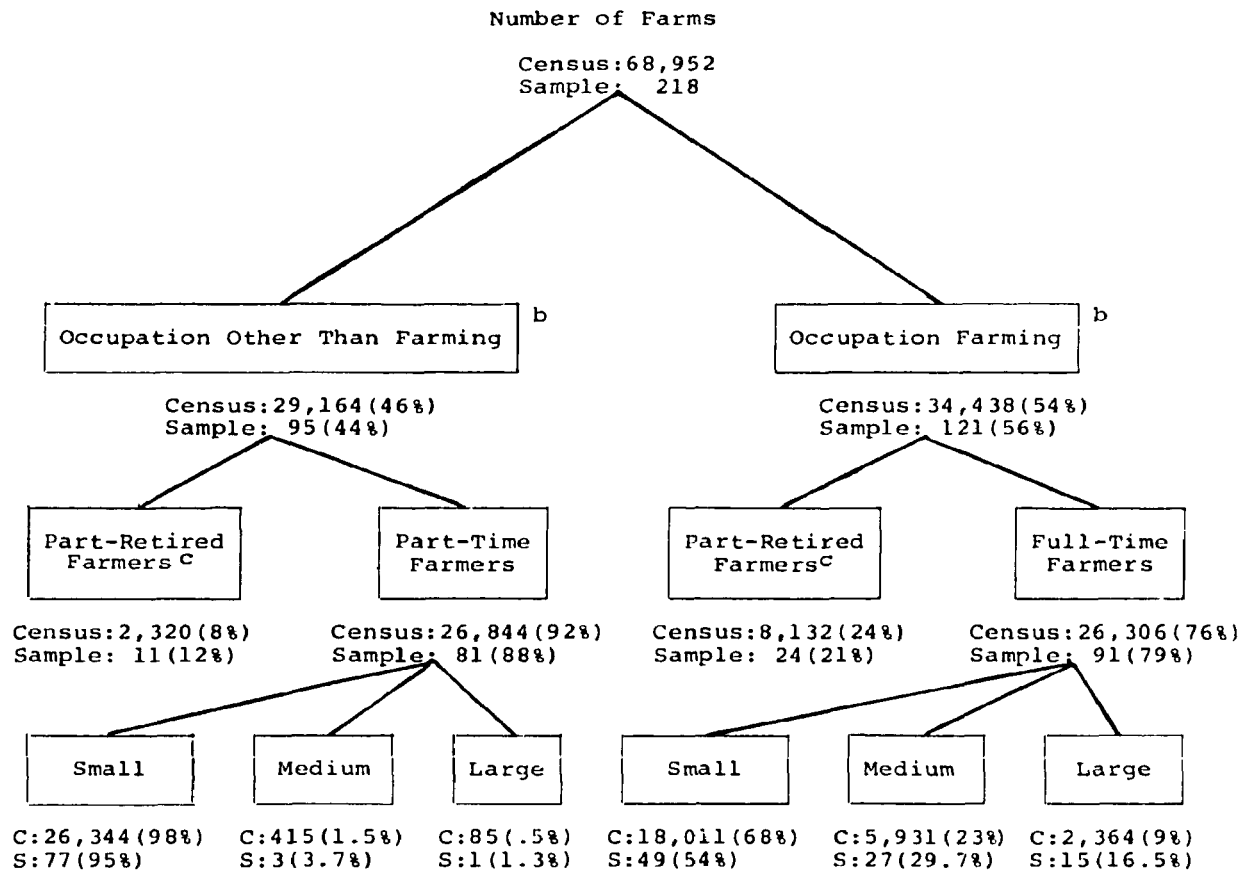 Number of Farms
Census:68,952
Sample: 218
Occupation Other Than Farming b
Occupation Farming b
Census:29,164(46%)
Sample: 95(44%)
Census:34,438(54%)
Sample: 121(56%)
Part-Retired
Farmers c
Part-Time
Farmers
Part-Retired
Farmers c
Full-Time
Farmers
Census:2,320(8%)
Sample: 11(12%)
Census:26,844(92%)
Sample: 81(88%)
Census:8,132(24%)
Sample: 24(21%)
Census:26,306(76%)
Sample: 91(79%)
Small
Medium
Large
Small
Medium
Large
C:26,344(98%)
S:77(95%)
C:415(1.5%)
S:3(3.7%)
C:85(.5%)
S:1(1.3%)
C:18,011(68%)
S:49(54%)
C:5,931(23%)
S:27(29.7%)
C:2,364(9%)
S:15(16.5%)